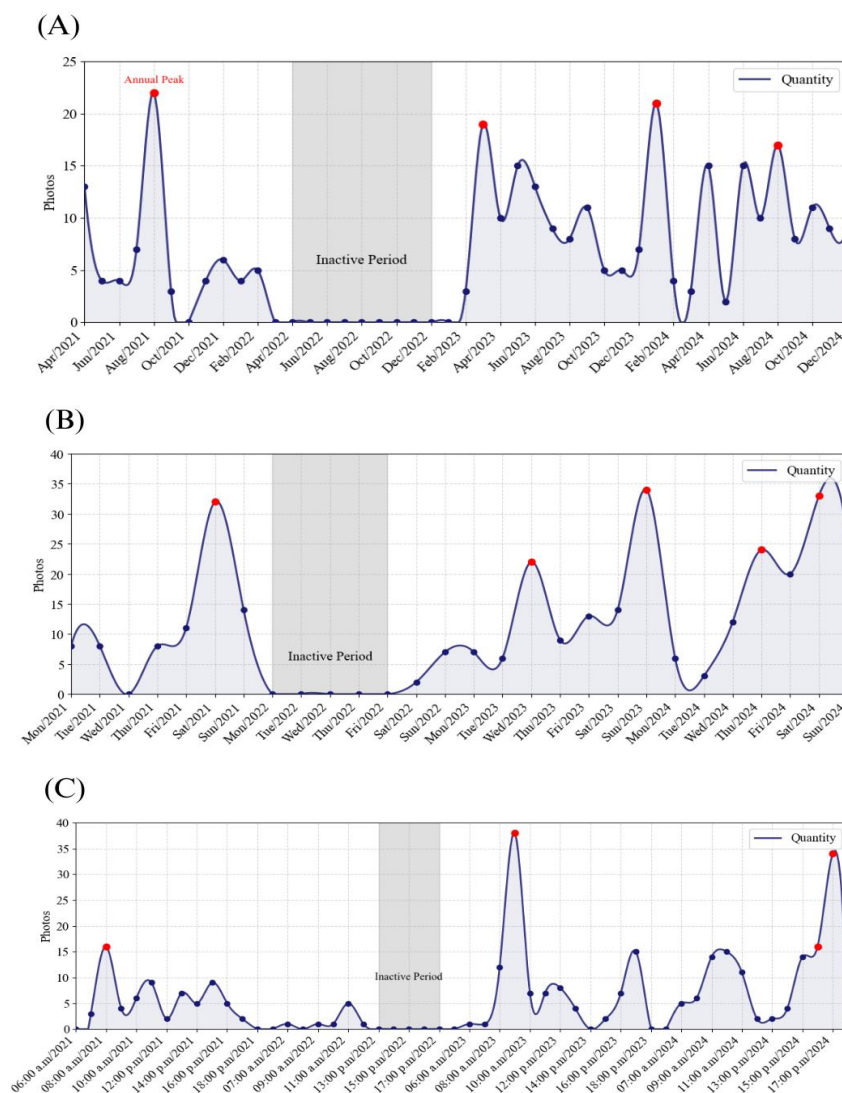 (A)
25
20
15
10
5
0
Photos
Annual Peak
Quantity
Inactive Period
Apr/2021
Jun/2021
Aug/2021
Oct/2021
Dec/2021
Feb/2022
Apr/2022
Jun/2022
Aug/2022
Oct/2022
Dec/2022
Feb/2023
Apr/2023
Jun/2023
Aug/2023
Oct/2023
Dec/2023
Feb/2024
Apr/2024
Jun/2024
Aug/2024
Oct/2024
Dec/2024
(B)
40
35
30
25
20
15
10
5
0
Photos
Quantity
Inactive Period
Mon/2021
Tue/2021
Wed/2021
Thu/2021
Fri/2021
Sat/2021
Sun/2021
Mon/2022
Tue/2022
Wed/2022
Thu/2022
Fri/2022
Sat/2022
Sun/2022
Mon/2023
Tue/2023
Wed/2023
Thu/2023
Fri/2023
Sat/2023
Sun/2023
Mon/2024
Tue/2024
Wed/2024
Thu/2024
Fri/2024
Sat/2024
Sun/2024
(C)
40
35
30
25
20
15
10
5
0
Photos
Quantity
Inactive Period
06:00 a.m/2021
08:00 a.m/2021
10:00 a.m/2021
12:00 p.m/2021
14:00 p.m/2021
16:00 p.m/2021
18:00 p.m/2021
07:00 a.m/2022
09:00 a.m/2022
11:00 a.m/2022
13:00 p.m/2022
15:00 p.m/2022
17:00 p.m/2022
06:00 a.m/2023
08:00 a.m/2023
10:00 a.m/2023
12:00 p.m/2023
14:00 p.m/2023
16:00 p.m/2023
18:00 p.m/2023
07:00 a.m/2024
09:00 a.m/2024
11:00 a.m/2024
13:00 p.m/2024
15:00 p.m/2024
17:00 p.m/2024